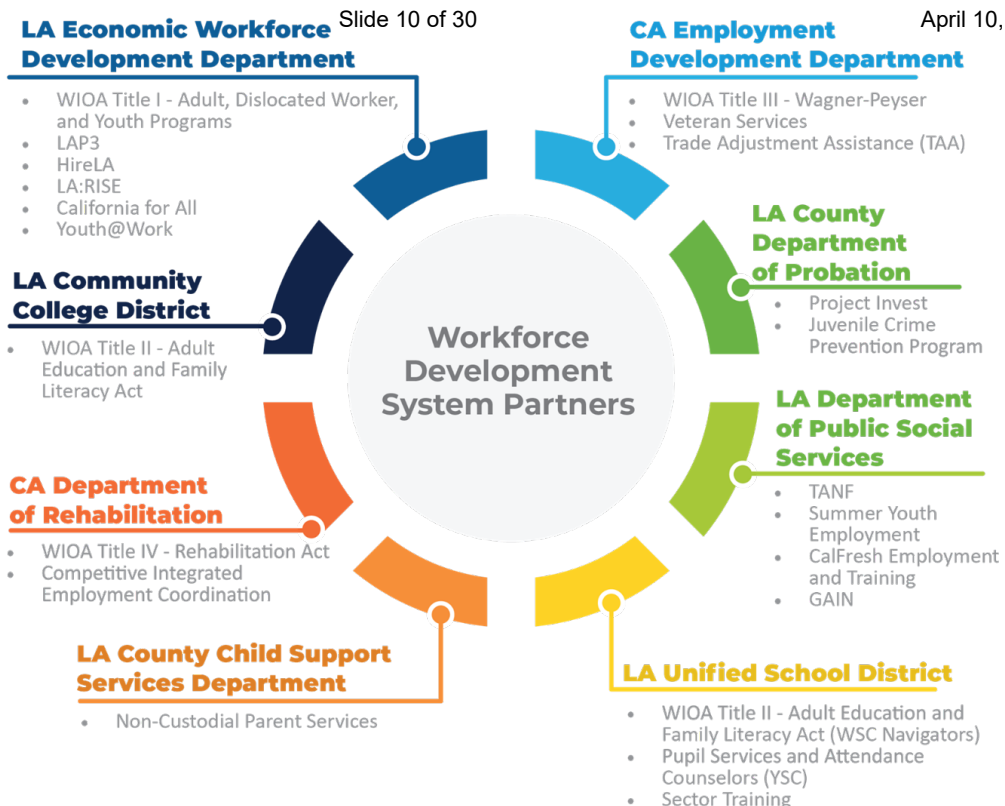 Slide 10 of 30
April 10,
LA Economic Workforce
Development Department
• WIOA Title I - Adult, Dislocated Worker,
and Youth Programs
• LAP3
• HireLA
• LA:RISE
• California for All
• Youth@Work
CA Employment
Development Department
• WIOA Title III - Wagner-Peyser
• Veteran Services
• Trade Adjustment Assistance (TAA)
LA County
Department
of Probation
• Project Invest
• Juvenile Crime
Prevention Program
LA Community
College District
• WIOA Title II - Adult
Education and Family
Literacy Act
Workforce
Development
System Partners
LA Department
of Public Social
Services
• TANF
• Summer Youth
Employment
• CalFresh Employment
and Training
• GAIN
CA Department
of Rehabilitation
• WIOA Title IV - Rehabilitation Act
• Competitive Integrated
Employment Coordination
LA County Child Support
Services Department
• Non-Custodial Parent Services
LA Unified School District
• WIOA Title II - Adult Education and
Family Literacy Act (WSC Navigators)
• Pupil Services and Attendance
Counselors (YSC)
• Sector Training